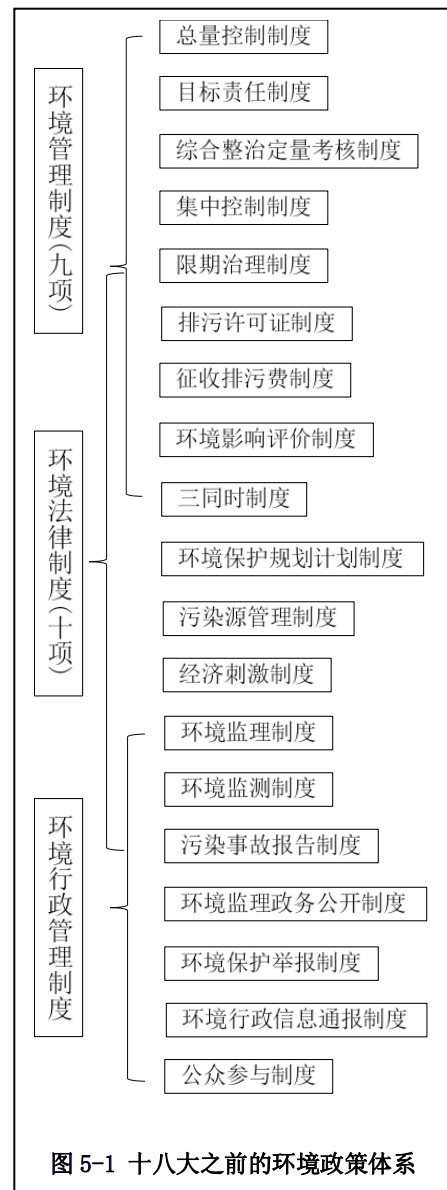 环境管理制度(九项)
总量控制制度
目标责任制度
综合整治定量考核制度
集中控制制度
限期治理制度
排污许可证制度
征收排污费制度
环境影响评价制度
三同时制度
环境法律制度(十项)
环境保护规划计划制度
污染源管理制度
经济刺激制度
环境监理制度
环境监测制度
污染事故报告制度
环境行政管理制度
环境监理政务公开制度
环境保护举报制度
环境行政信息通报制度
公众参与制度
图 5-1 十八大之前的环境政策体系